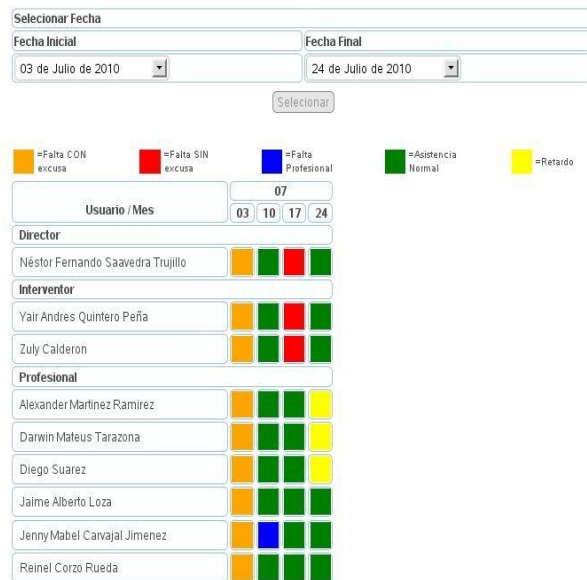 Selecionar Fecha
Fecha Inicial Fecha Final
03 de Julio de 2010 24 de Julio de 2010
Selecionar
=Falta CON excusa
=Falta SIN excusa
=Falta Profesional
=Asistencia Normal
=Retardo
Usuario / Mes
07
03 10 17 24
Director
Néstor Fernando Saavedra Trujillo
Interventor
Yair Andres Quintero Peña
Zuly Calderon
Profesional
Alexander Martinez Ramirez
Darwin Mateus Tarazona
Diego Suarez
Jaime Alberto Loza
Jenny Mabel Carvajal Jimenez
Reinel Corzo Rueda